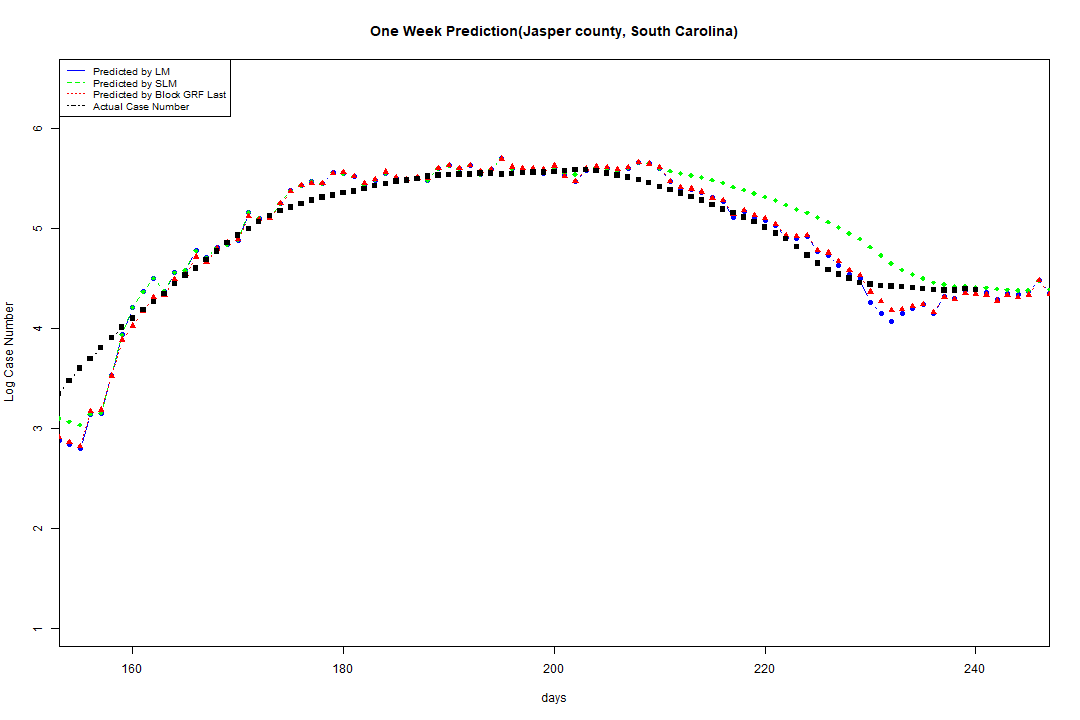 One Week Prediction(Jasper county, South Carolina)
Predicted by LM
Predicted by SLM
Predicted by Block GRF Last
Actual Case Number
6
5
4
3
2
1
Log Case Number
160 180 200 220 240
days